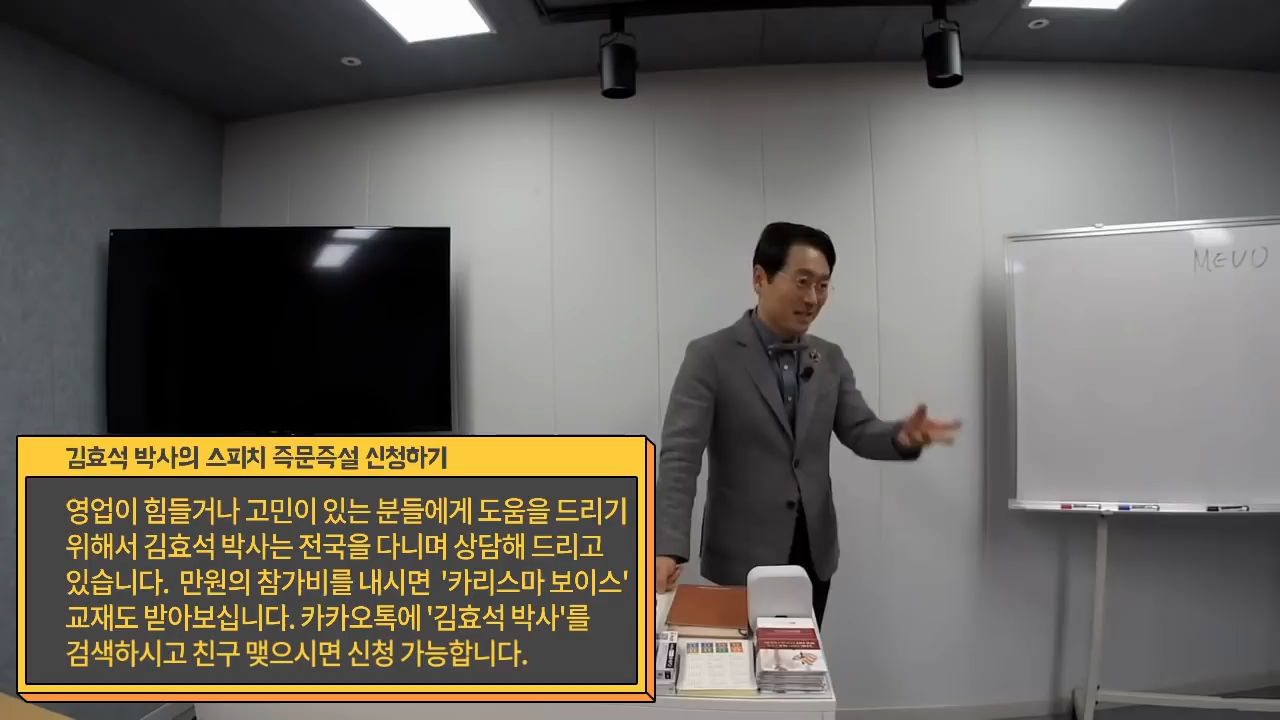 MEVO
김효석 박사의 스피치 즉문즉설 신청하기
영업이 힘들거나 고민이 있는 분들에게 도움을 드리기
위해서 김효석 박사는 전국을 다니며 상담해 드리고
있습니다. 만원의 참가비를 내시면 '카리스마 보이스'
교재도 받아보십니다. 카카오톡에 '김효석 박사'를
검색하시고 친구 맺으시면 신청 가능합니다.